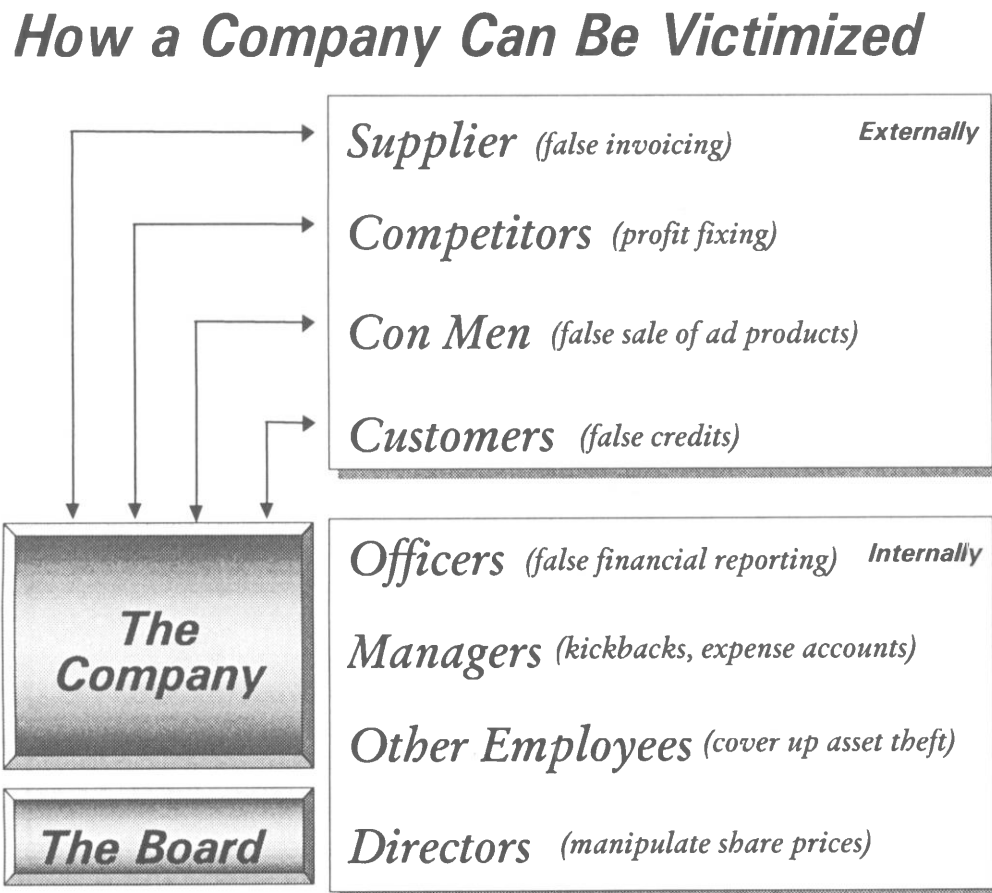 How a Company Can Be Victimized
Supplier (false invoicing) Externally
Competitors (profit fixing)
Con Men (false sale of ad products)
Customers (false credits)
Officers (false financial reporting) Internally
The
Company
Managers (kickbacks, expense accounts)
Other Employees (cover up asset theft)
The Board
Directors (manipulate share prices)